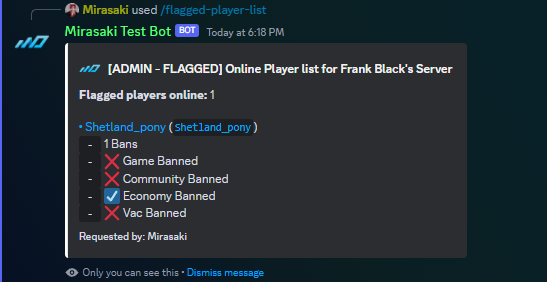 Mirasaki used /flagged-player-list
Mirasaki Test Bot BOT Today at 6:18 PM
[ADMIN - FLAGGED] Online Player list for Frank Black's Server
Flagged players online: 1
• Shetland_pony (Shetland_pony)
- 1 Bans
- ❌ Game Banned
- ❌ Community Banned
- ☑ Economy Banned
- ❌ Vac Banned
Requested by: Mirasaki
Only you can see this • Dismiss message